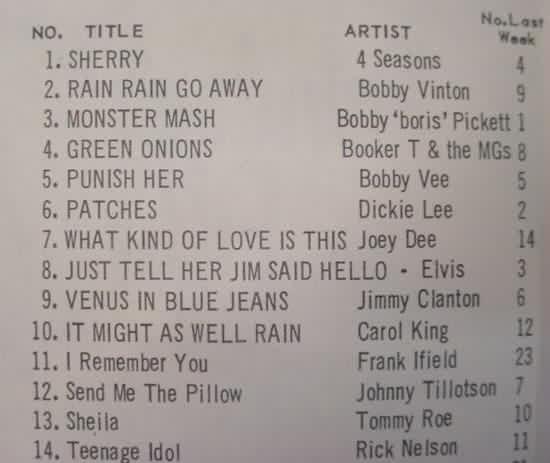 NO. TITLE ARTIST No. Last Week
1. SHERRY 4 Seasons 4
2. RAIN RAIN GO AWAY Bobby Vinton 9
3. MONSTER MASH Bobby ‘boris’ Pickett 1
4. GREEN ONIONS Booker T & the MGs 8
5. PUNISH HER Bobby Vee 5
6. PATCHES Dickie Lee 2
7. WHAT KIND OF LOVE IS THIS Joey Dee 14
8. JUST TELL HER JIM SAID HELLO - Elvis 3
9. VENUS IN BLUE JEANS Jimmy Clanton 6
10. IT MIGHT AS WELL RAIN Carol King 12
11. I Remember You Frank Ifield 23
12. Send Me The Pillow Johnny Tillotson 7
13. Sheila Tommy Roe 10
14. Teenage Idol Rick Nelson 11